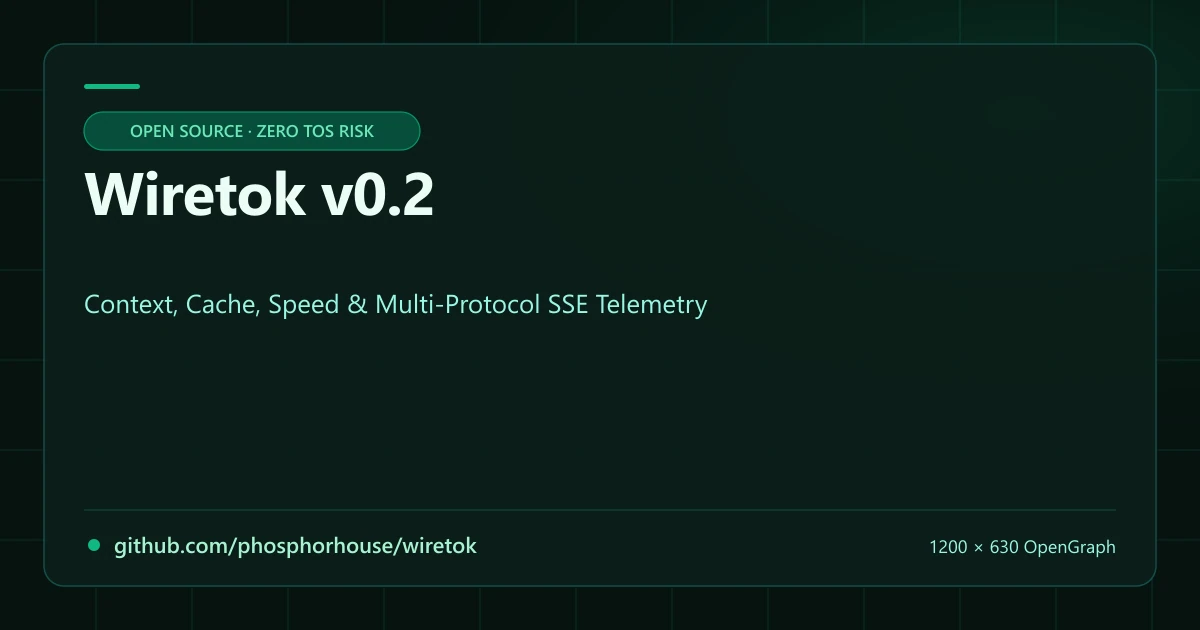 OPEN SOURCE · ZERO TOS RISK
Wiretok v0.2
Context, Cache, Speed & Multi-Protocol SSE Telemetry
github.com/phosphorhouse/wiretok
1200 × 630 OpenGraph